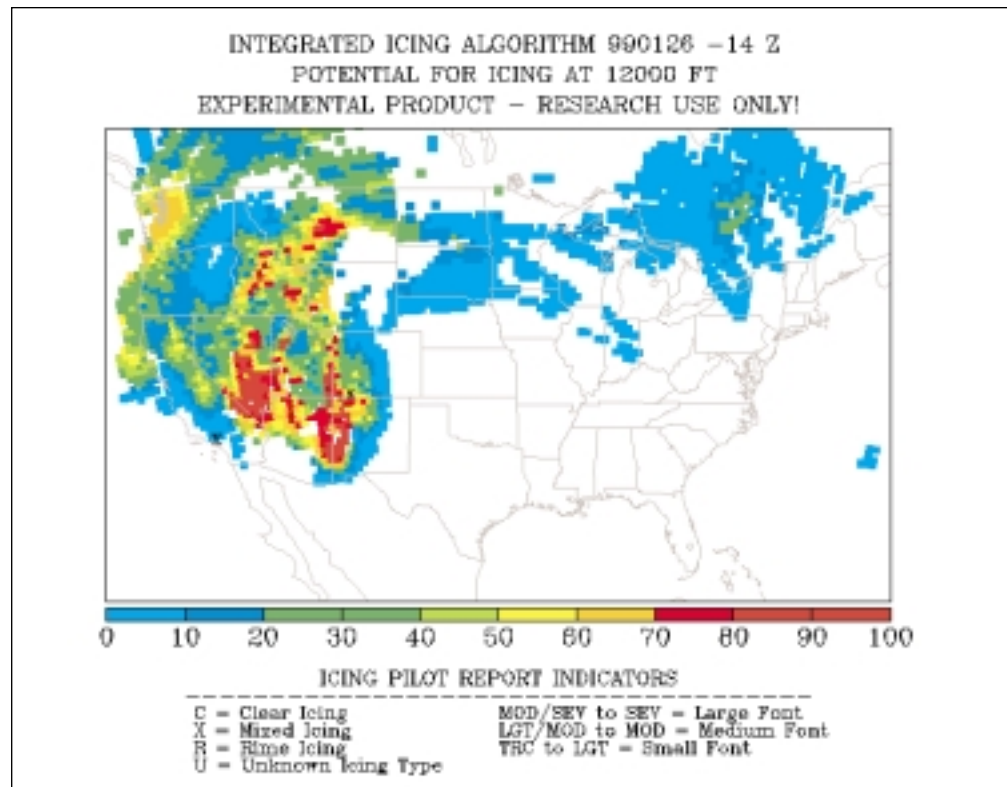 INTEGRATED ICING ALGORITHM 990126 -14 Z
POTENTIAL FOR ICING AT 12000 FT
EXPERIMENTAL PRODUCT - RESEARCH USE ONLY!
0 10 20 30 40 50 60 70 80 90 100
ICING PILOT REPORT INDICATORS
C = Clear Icing
X = Mixed Icing
R = Rime Icing
U = Unknown Icing Type
MOD/SEV to SEV = Large Font
LGT/MOD to MOD = Medium Font
TRC to LGT = Small Font